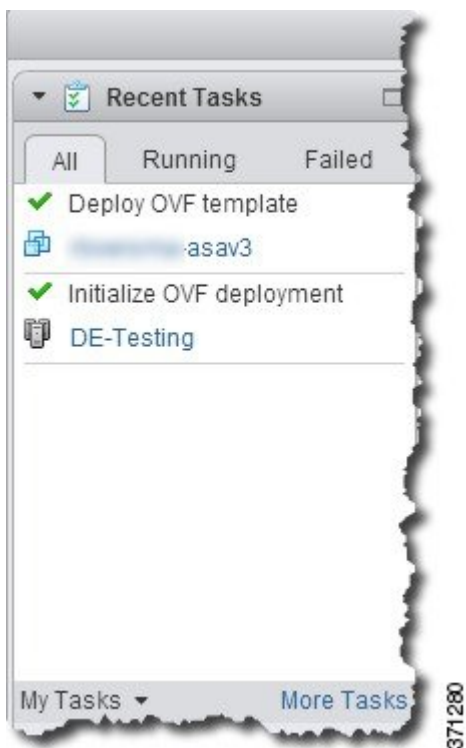 Recent Tasks
All Running Failed
Deploy OVF template
-asav3
Initialize OVF deployment
DE-Testing
My Tasks More Tasks
371280